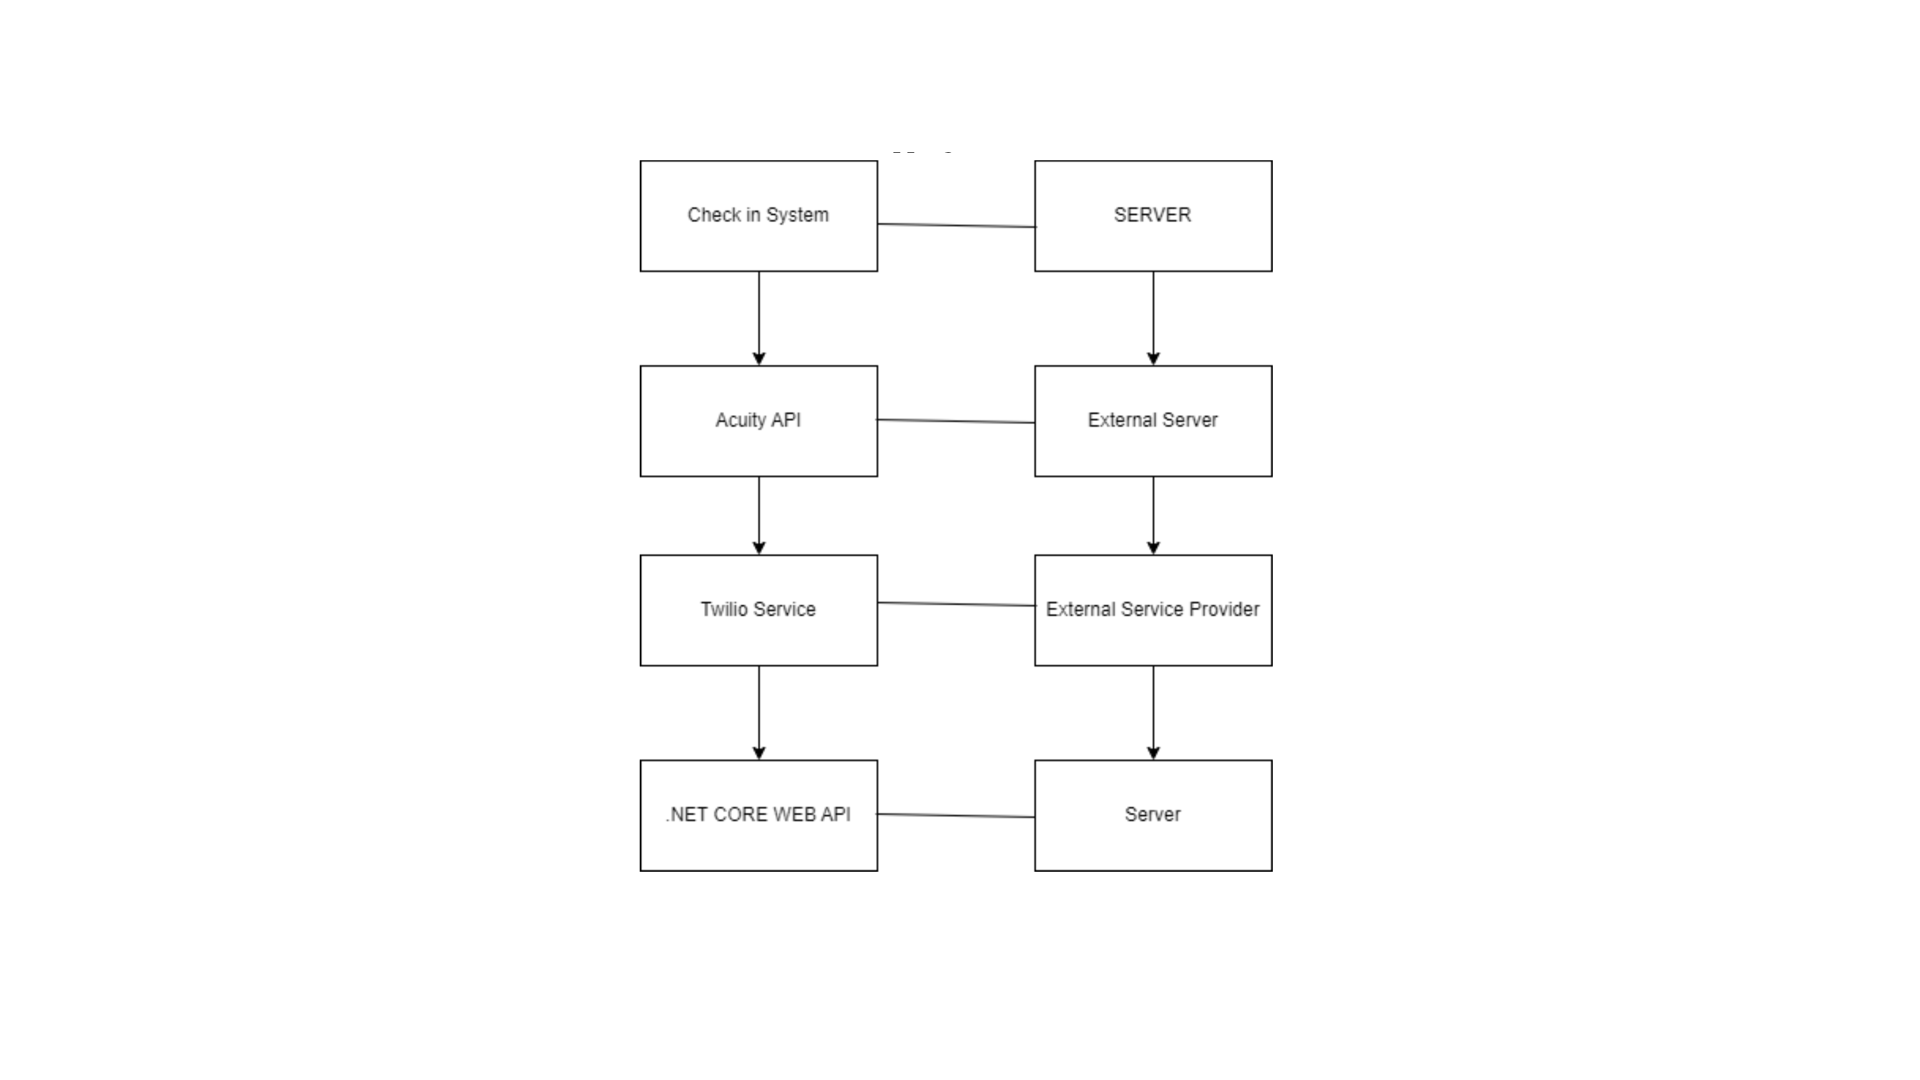 Check in System
SERVER
Acuity API
External Server
Twilio Service
External Service Provider
.NET CORE WEB API
Server